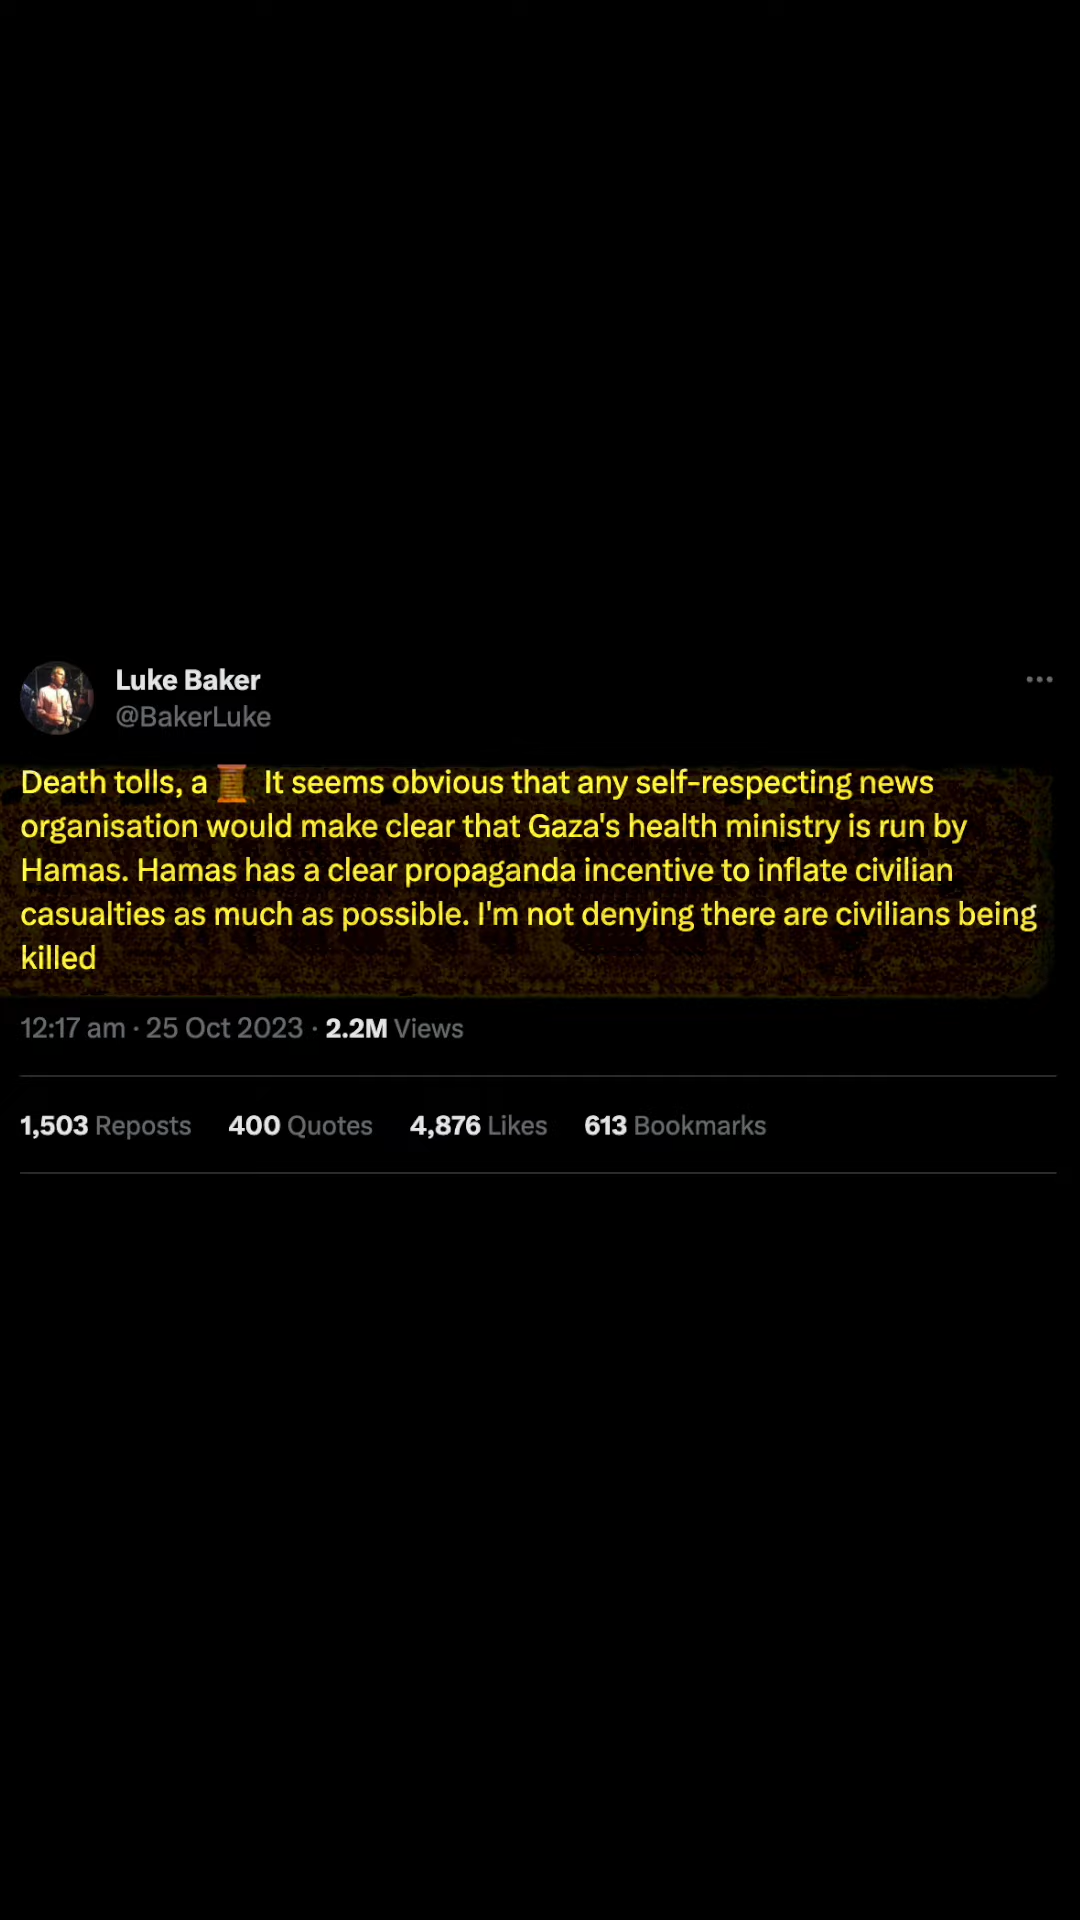 Luke Baker
@BakerLuke
Death tolls, a 🧵 It seems obvious that any self-respecting news
organisation would make clear that Gaza's health ministry is run by
Hamas. Hamas has a clear propaganda incentive to inflate civilian
casualties as much as possible. I'm not denying there are civilians being
killed
12:17 am · 25 Oct 2023 · 2.2M Views
1,503 Reposts 400 Quotes 4,876 Likes 613 Bookmarks